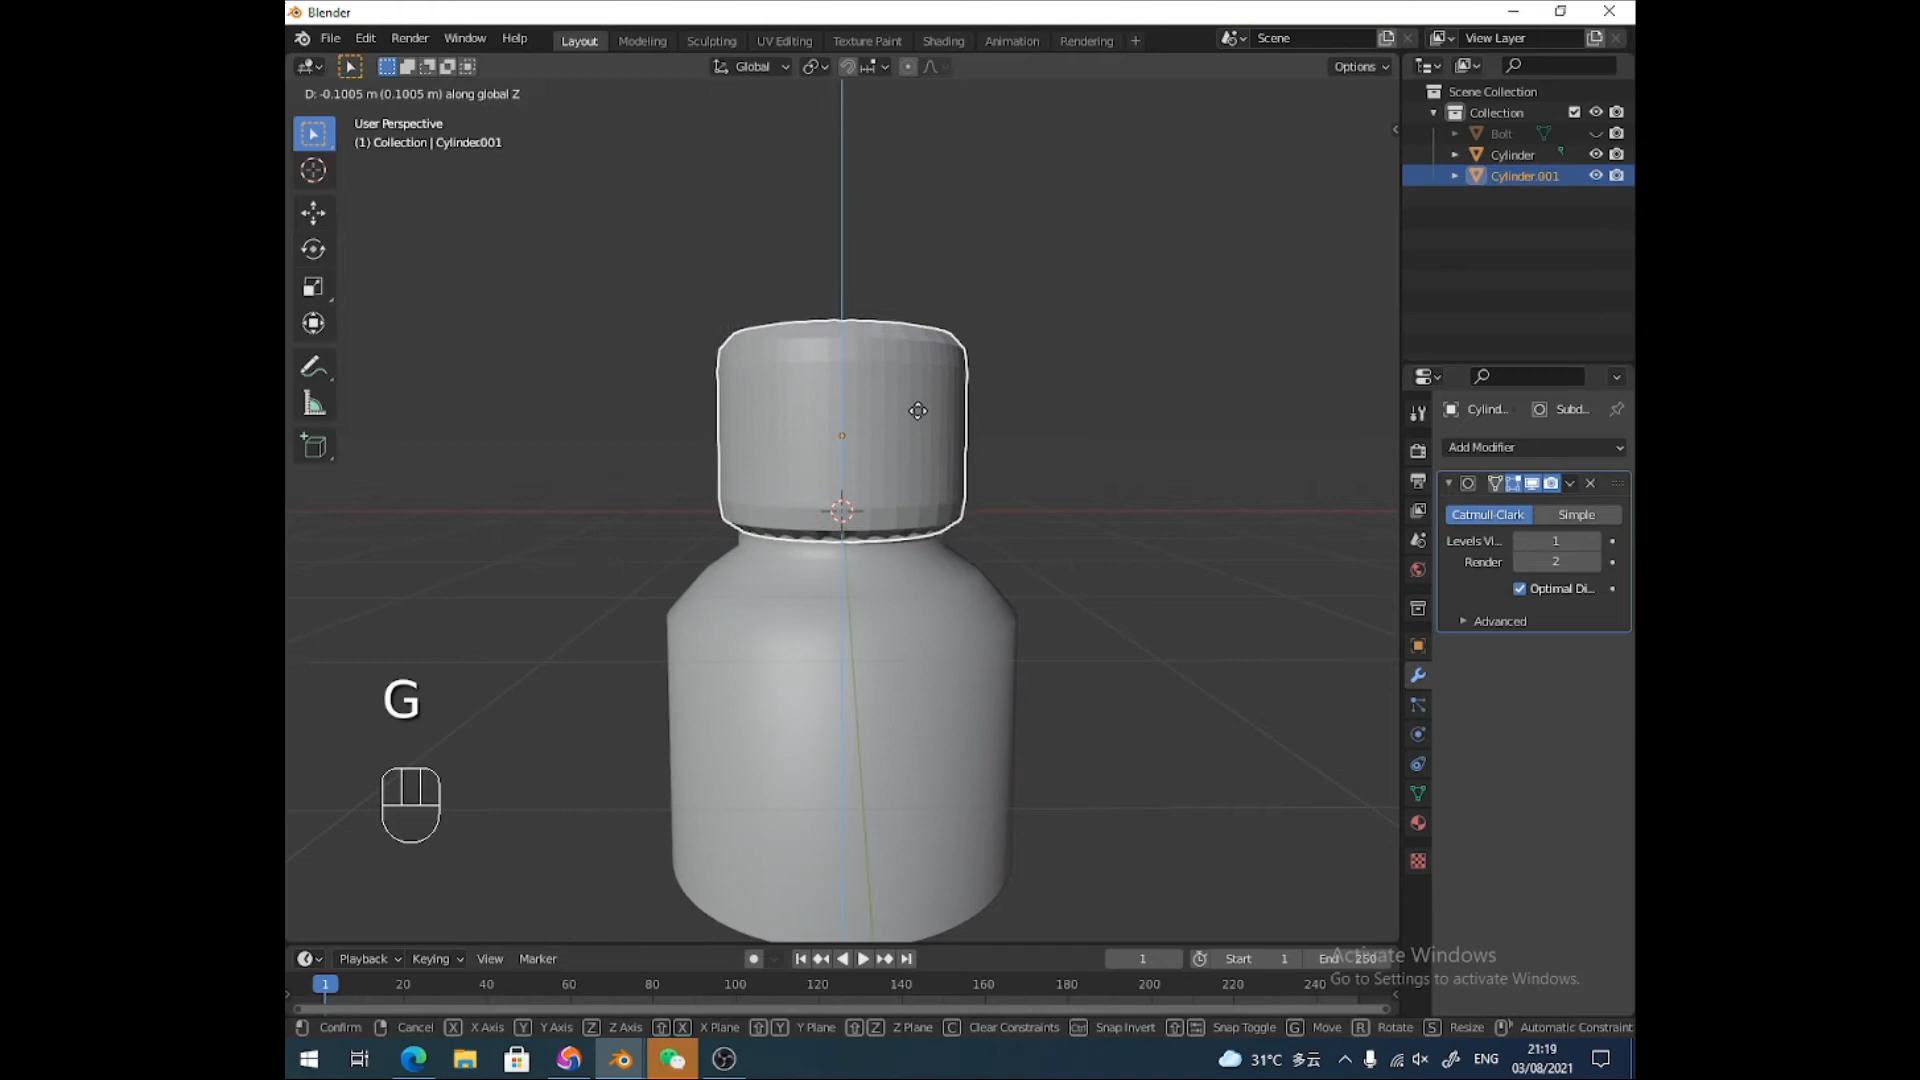 Blender
File Edit Render Window Help
Layout Modeling Sculpting UV Editing Texture Paint Shading Animation Rendering +
Scene
View Layer
Global
Options
D: -0.1005 m (0.1005 m) along global Z
User Perspective
(1) Collection | Cylinder.001
Scene Collection
Collection
Bolt
Cylinder
Cylinder.001
Cylind... Subd...
Add Modifier
Catmull-Clark Simple
Levels Vi... 1
Render 2
Optimal Di...
Advanced
G
Playback Keying View Marker
1 Start 1 End 250
Activate Windows
Go to Settings to activate Windows.
1 20 40 60 80 100 120 140 160 180 200 220 240
Confirm Cancel X X Axis Y Y Axis Z Z Axis X X Plane Y Y Plane Z Z Plane C Clear Constraints Ctrl Snap Invert Snap Toggle G Move R Rotate S Resize Automatic Constraint
31°C 多云 ENG 21:19
03/08/2021